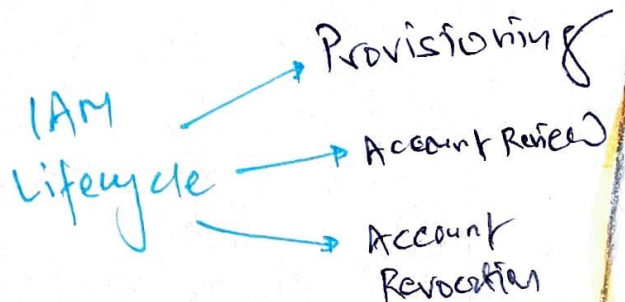 IAM
Lifecycle
Provisioning
Account Review
Account
Revocation